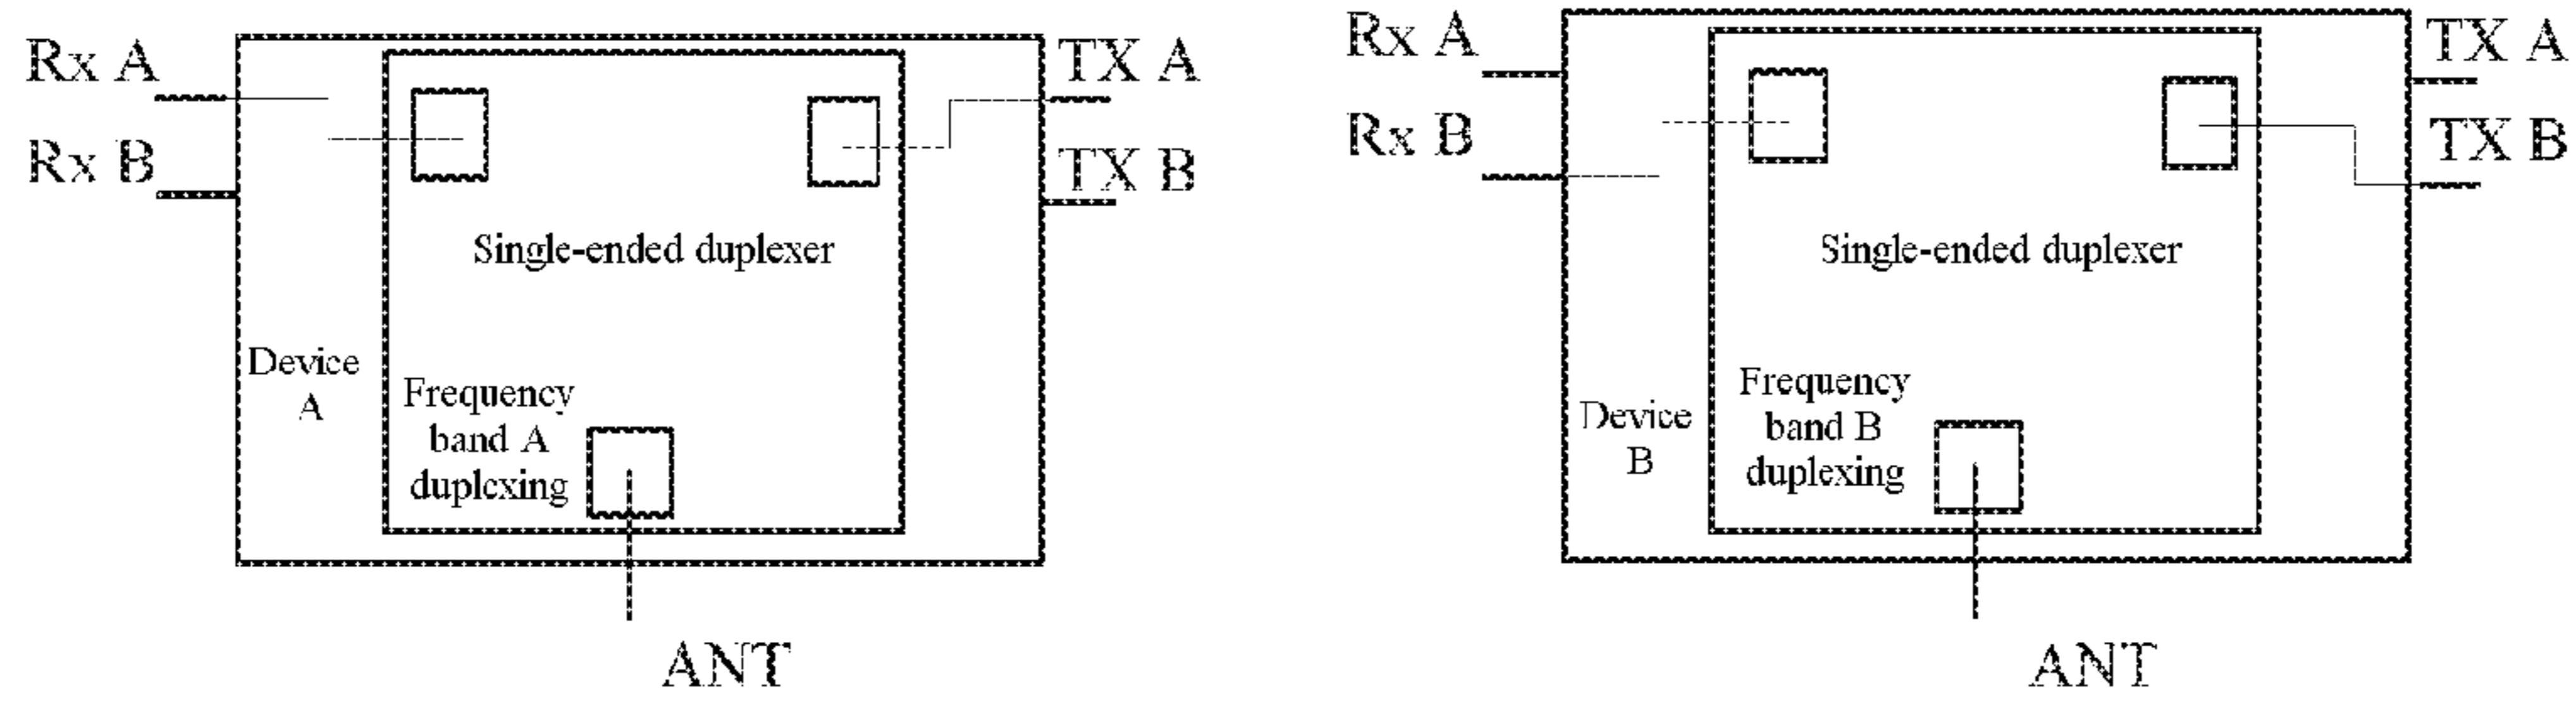 Rx A
Rx B
TX A
TX B
Single-ended duplexer
Device
A
Frequency
band A
duplexing
ANT
Rx A
Rx B
TX A
TX B
Single-ended duplexer
Device
B
Frequency
band B
duplexing
ANT